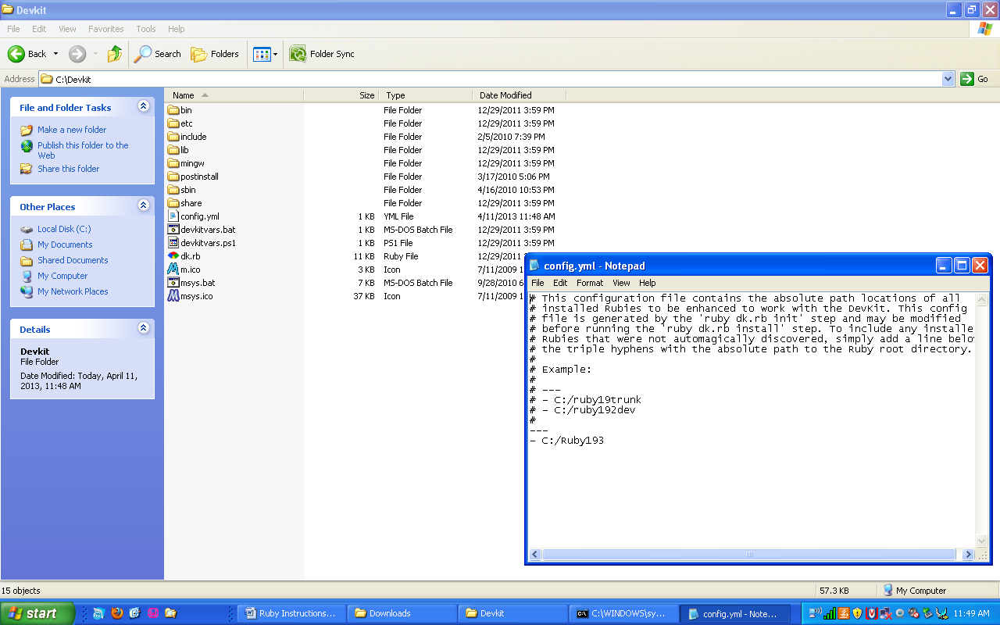 Devkit
File Edit View Favorites Tools Help
Back Search Folders Folder Sync
Address C:\Devkit Go
File and Folder Tasks
Make a new folder
Publish this folder to the
Web
Share this folder
Other Places
Local Disk (C:)
My Documents
Shared Documents
My Computer
My Network Places
Details
Devkit
File Folder
Date Modified: Today, April 11,
2013, 11:48 AM
Name Size Type Date Modified
bin File Folder 12/29/2011 3:59 PM
etc File Folder 12/29/2011 3:59 PM
include File Folder 2/5/2010 7:39 PM
lib File Folder 12/29/2011 3:59 PM
mingw File Folder 12/29/2011 3:59 PM
postinstall File Folder 3/17/2010 5:06 PM
sbin File Folder 4/16/2010 10:53 PM
share File Folder 12/29/2011 3:59 PM
config.yml 1 KB YML File 4/11/2013 11:48 AM
devkitvars.bat 1 KB MS-DOS Batch File 12/29/2011 3:59 PM
devkitvars.ps1 1 KB PS1 File 12/29/2011 3:59 PM
dk.rb 11 KB Ruby File 12/29/2011
m.ico 3 KB Icon 7/11/2009 1
msys.bat 7 KB MS-DOS Batch File 9/28/2010 6
msys.ico 37 KB Icon 7/11/2009 1
config.yml - Notepad
File Edit Format View Help
# This configuration file contains the absolute path locations of all
# installed Rubies to be enhanced to work with the DevKit. This config
# file is generated by the 'ruby dk.rb init' step and may be modified
# before running the 'ruby dk.rb install' step. To include any installe
# Rubies that were not automagically discovered, simply add a line belo
# the triple hyphens with the absolute path to the Ruby root directory.
#
# Example:
#
# ---
# - C:/ruby19trunk
# - C:/ruby192dev
#
---
- C:/Ruby193
15 objects 57.3 KB My Computer
start Ruby Instructions... Downloads Devkit C:\WINDOWS\sy... config.yml - Note... 11:49 AM